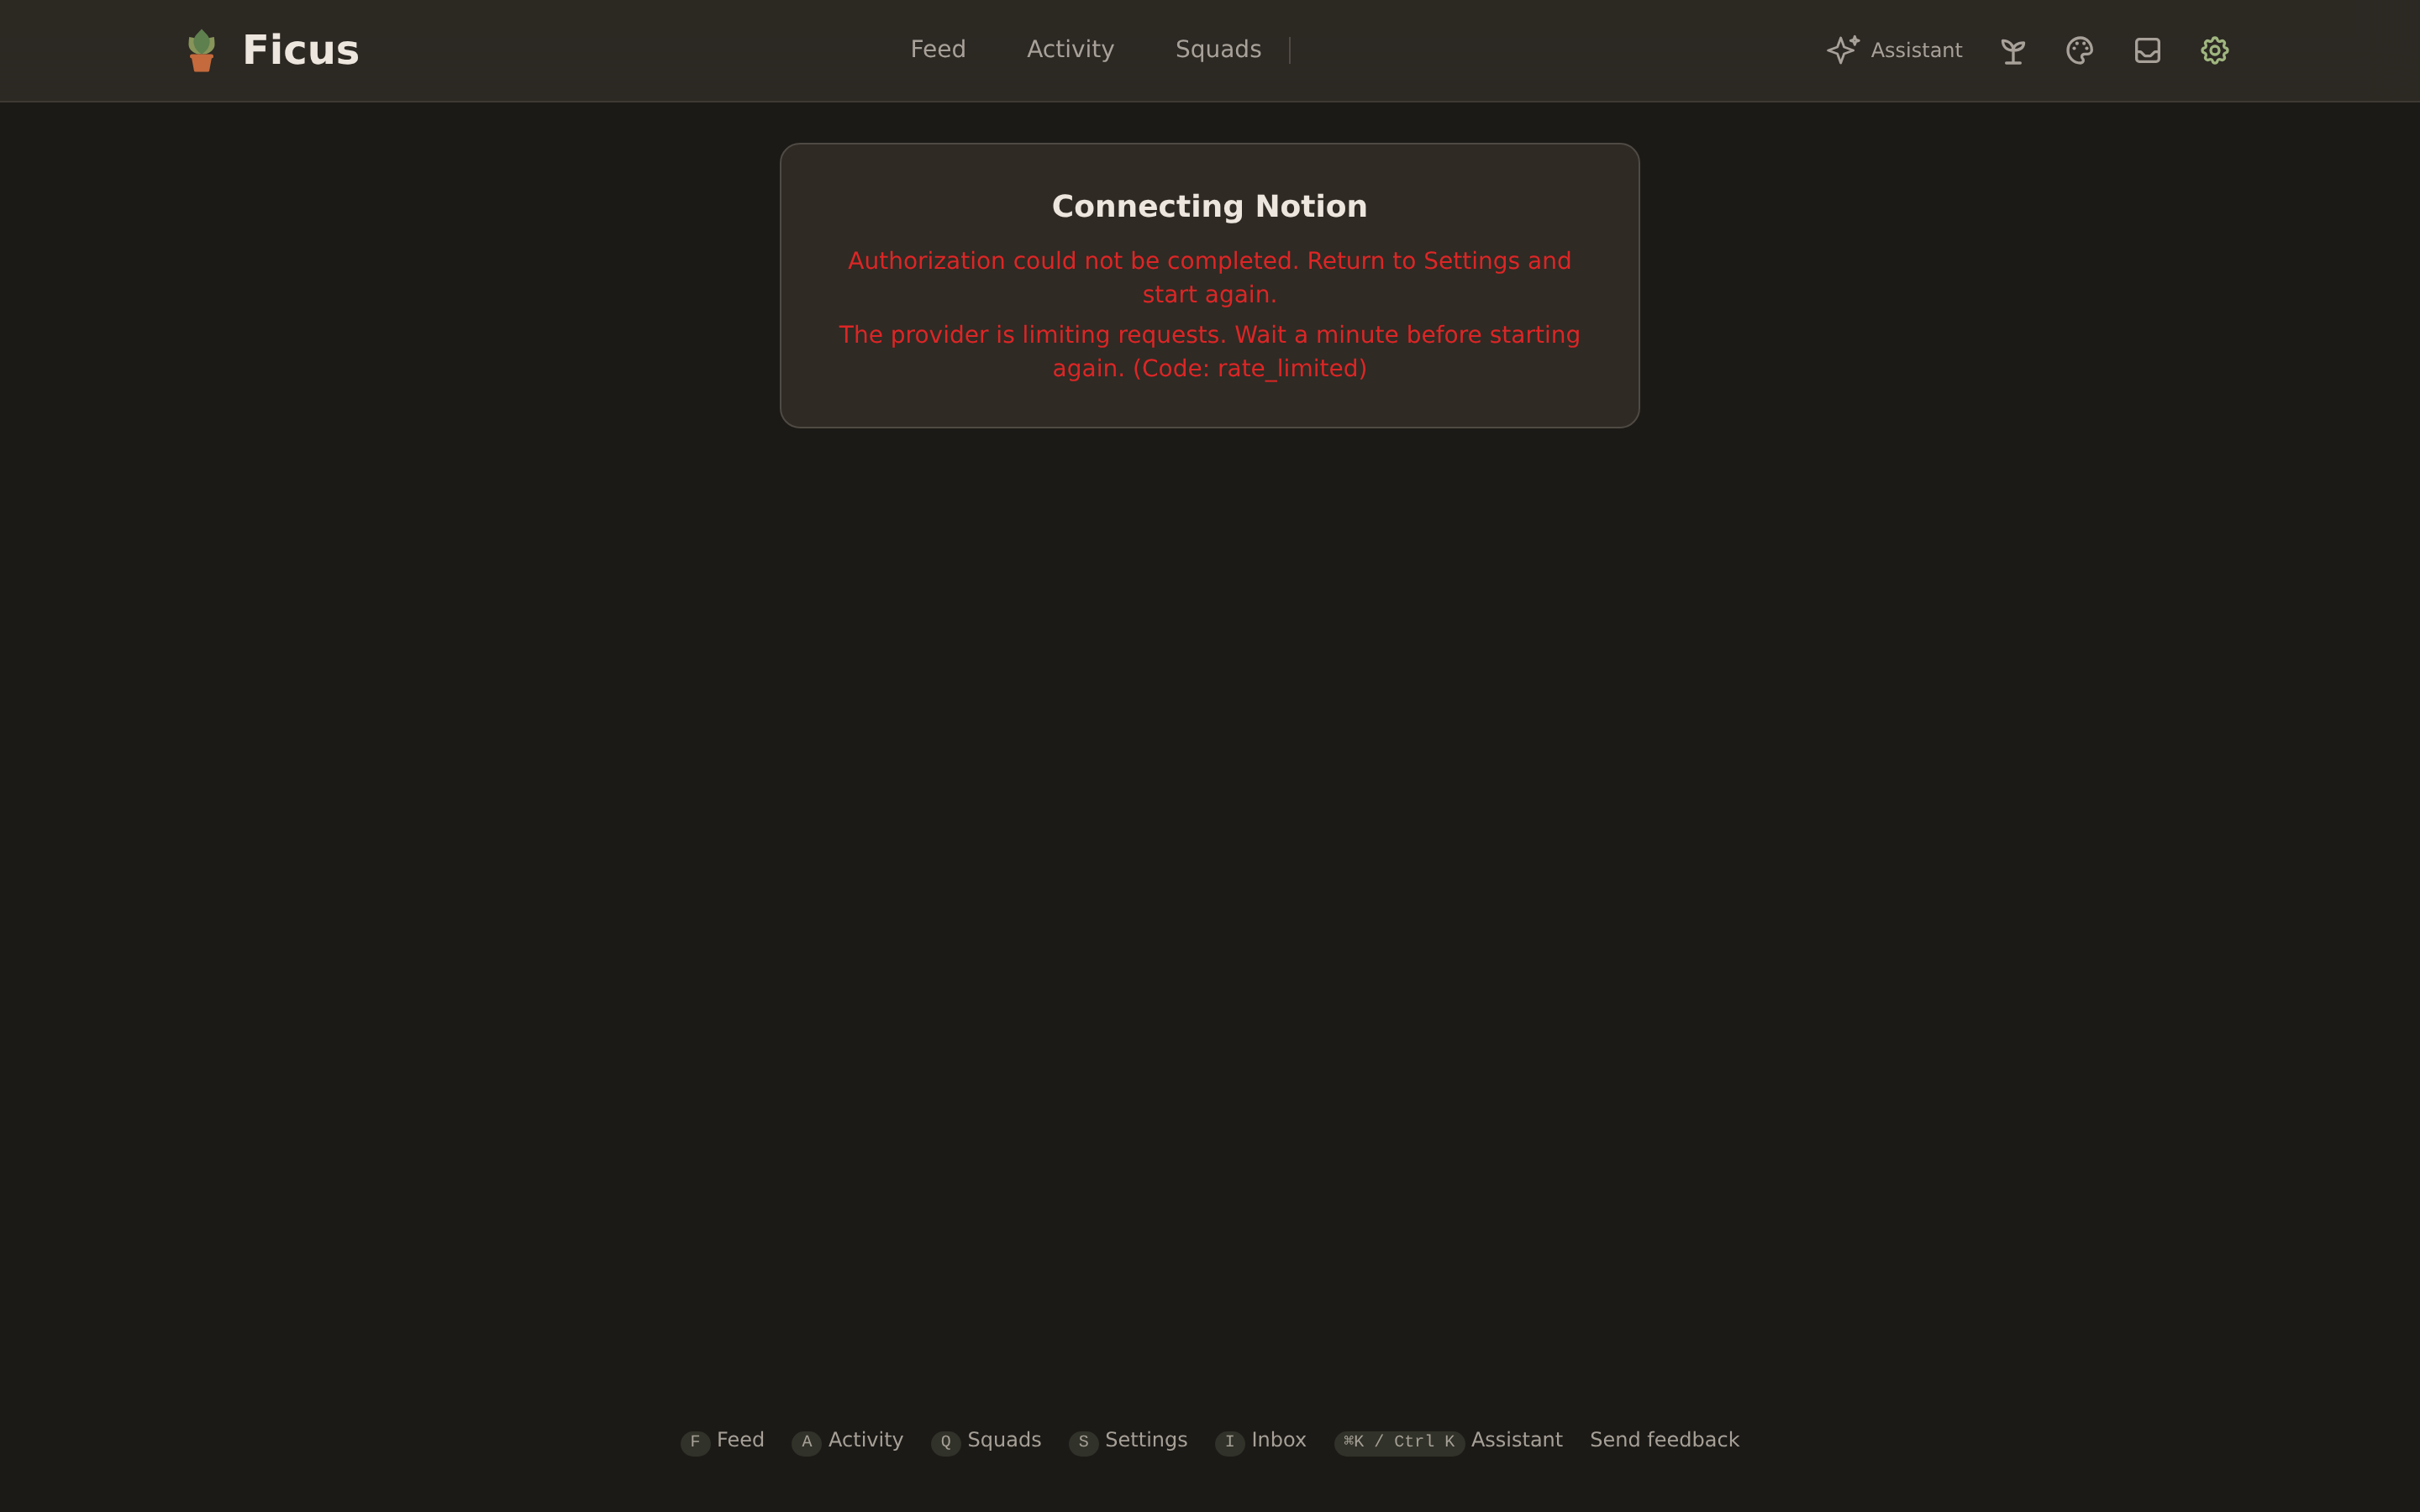 Ficus
Feed Activity Squads
Assistant
Connecting Notion
Authorization could not be completed. Return to Settings and
start again.
The provider is limiting requests. Wait a minute before starting
again. (Code: rate_limited)
F Feed A Activity Q Squads S Settings I Inbox ⌘K / Ctrl K Assistant Send feedback